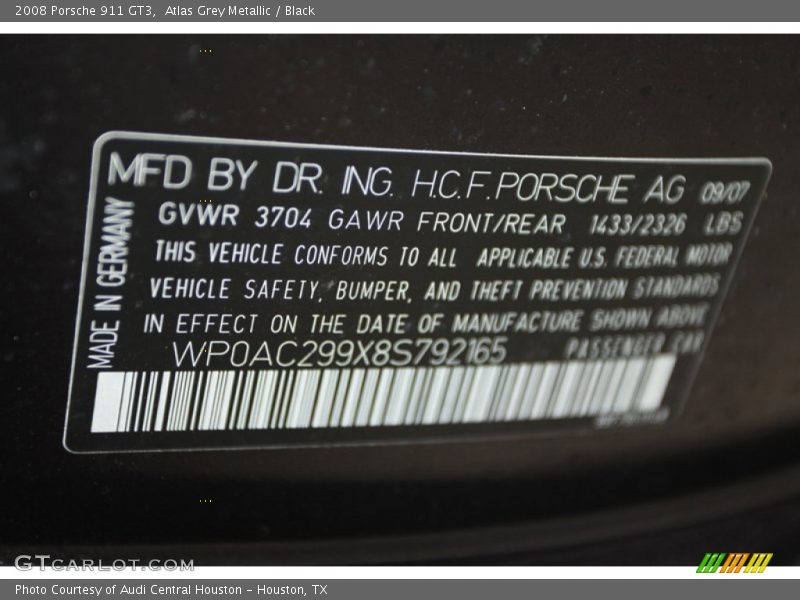 2008 Porsche 911 GT3,  Atlas Grey Metallic / Black
MFD BY DR. ING. H.C.F.PORSCHE AG 09/07
GVWR 3704 GAWR FRONT/REAR 1433/2326 LBS
THIS VEHICLE CONFORMS TO ALL APPLICABLE U.S. FEDERAL MOTOR
VEHICLE SAFETY, BUMPER, AND THEFT PREVENTION STANDARDS
IN EFFECT ON THE DATE OF MANUFACTURE SHOWN ABOVE
WP0AC299X8S792165 PASSENGER CAR
MADE IN GERMANY
GTCARLOT.COM
Photo Courtesy of Audi Central Houston - Houston, TX